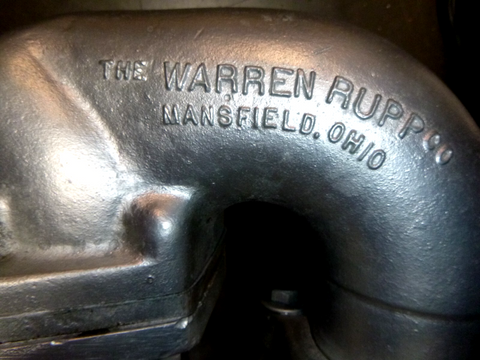 THE WARREN RUPP CO
MANSFIELD. OHIO